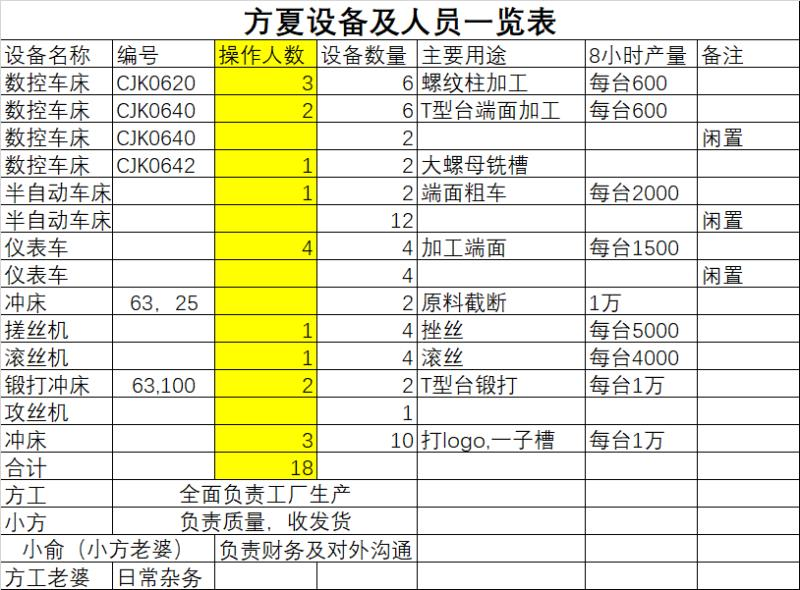 方夏设备及人员一览表
设备名称 编号 操作人数 设备数量 主要用途 8小时产量 备注
数控车床 CJK0620 3 6 螺纹柱加工 每台600
数控车床 CJK0640 2 6 T型台端面加工 每台600
数控车床 CJK0640 2 闲置
数控车床 CJK0642 1 2 大螺母铣槽
半自动车床 1 2 端面粗车 每台2000
半自动车床 12 闲置
仪表车 4 4 加工端面 每台1500
仪表车 4 闲置
冲床 63，25 2 原料截断 1万
搓丝机 1 4 挫丝 每台5000
滚丝机 1 4 滚丝 每台4000
锻打冲床 63,100 2 2 T型台锻打 每台1万
攻丝机 1
冲床 3 10 打logo,一子槽 每台1万
合计 18
方工 全面负责工厂生产
小方 负责质量，收发货
小俞（小方老婆） 负责财务及对外沟通
方工老婆 日常杂务